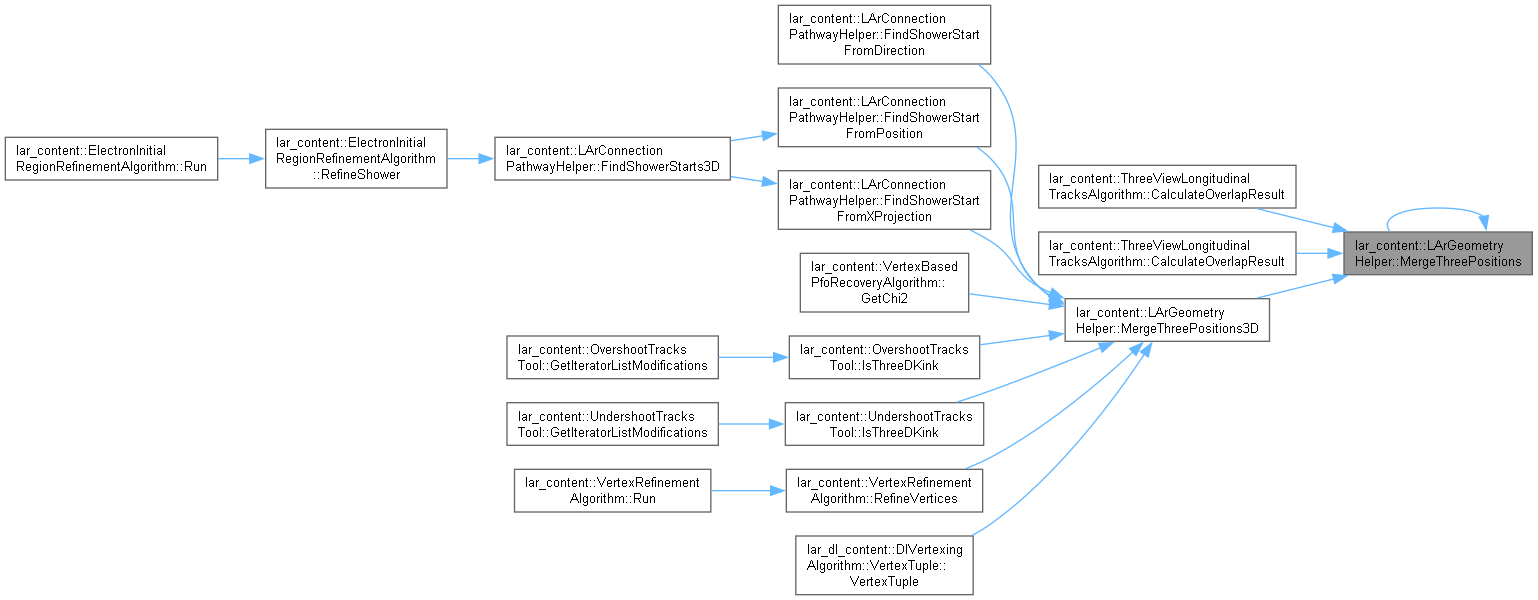 lar_content::ElectronInitial
RegionRefinementAlgorithm::Run
lar_content::ElectronInitial
RegionRefinementAlgorithm
::RefineShower
lar_content::LArConnection
PathwayHelper::FindShowerStarts3D
lar_content::LArConnection
PathwayHelper::FindShowerStart
FromDirection
lar_content::LArConnection
PathwayHelper::FindShowerStart
FromPosition
lar_content::LArConnection
PathwayHelper::FindShowerStart
FromXProjection
lar_content::VertexBased
PfoRecoveryAlgorithm::
GetChi2
lar_content::OvershootTracks
Tool::GetIteratorListModifications
lar_content::OvershootTracks
Tool::IsThreeDKink
lar_content::UndershootTracks
Tool::GetIteratorListModifications
lar_content::UndershootTracks
Tool::IsThreeDKink
lar_content::VertexRefinement
Algorithm::Run
lar_content::VertexRefinement
Algorithm::RefineVertices
lar_dl_content::DlVertexing
Algorithm::VertexTuple::
VertexTuple
lar_content::ThreeViewLongitudinal
TracksAlgorithm::CalculateOverlapResult
lar_content::ThreeViewLongitudinal
TracksAlgorithm::CalculateOverlapResult
lar_content::LArGeometry
Helper::MergeThreePositions3D
lar_content::LArGeometry
Helper::MergeThreePositions